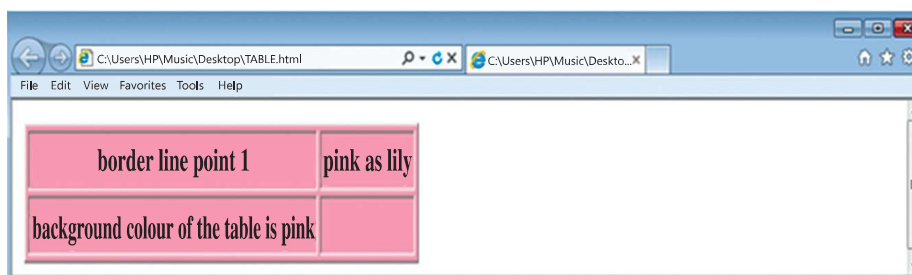 C:\Users\HP\Music\Desktop\TABLE.html
C:\Users\HP\Music\Deskto...X
File Edit View Favorites Tools Help
border line point 1 pink as lily
background colour of the table is pink